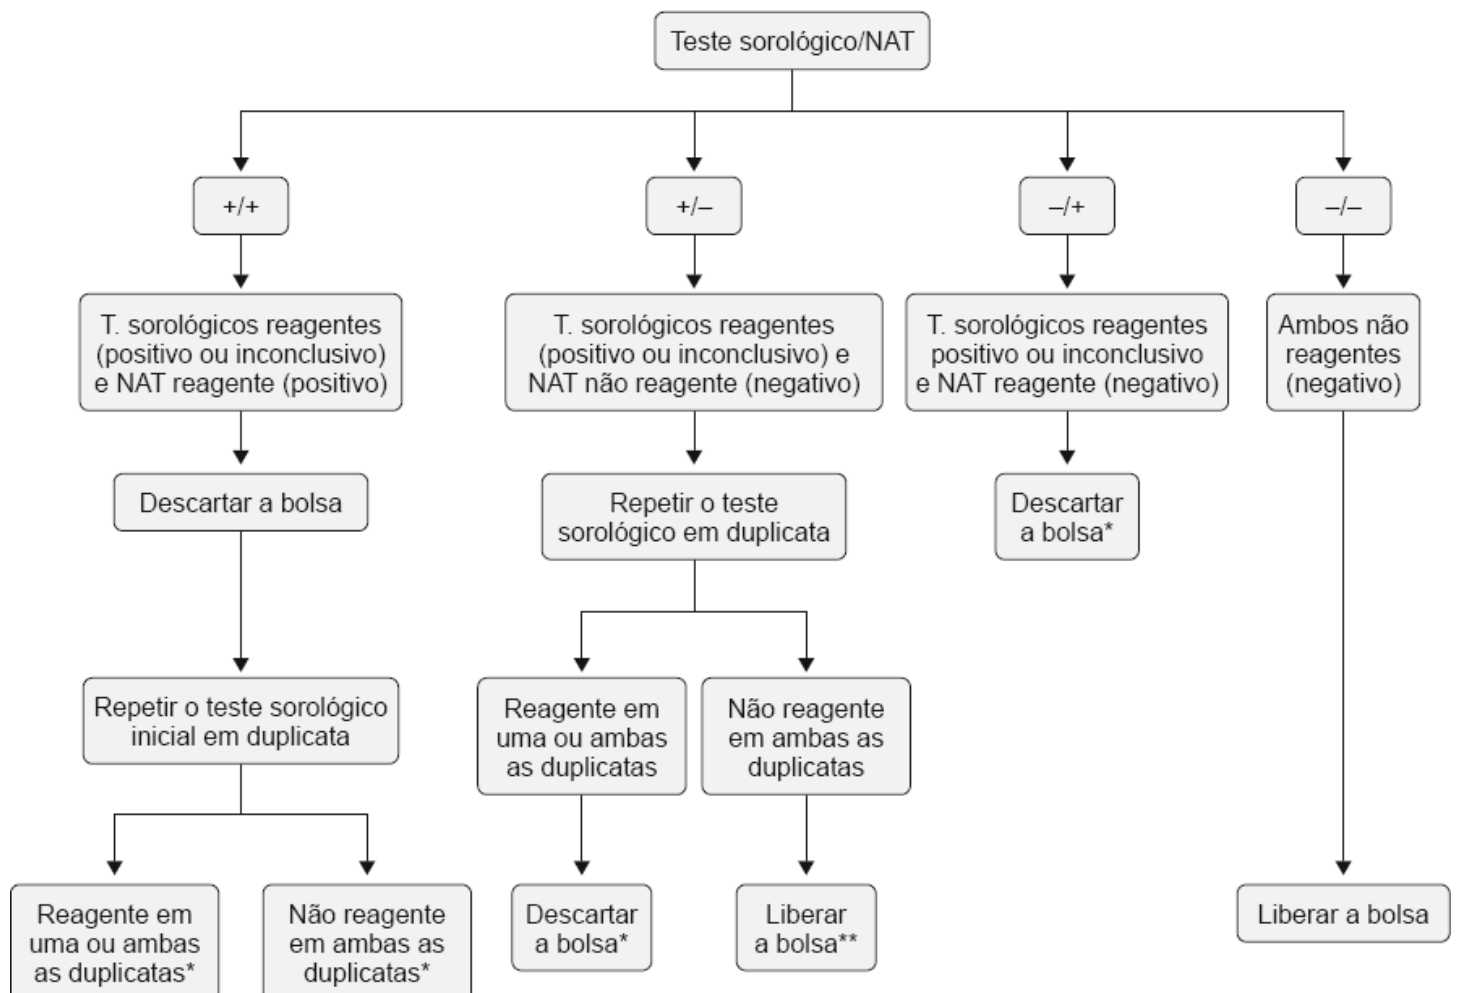 Teste sorológico/NAT
+/+
+/–
–/+
–/–
T. sorológicos reagentes
(positivo ou inconclusivo)
e NAT reagente (positivo)
T. sorológicos reagentes
(positivo ou inconclusivo) e
NAT não reagente (negativo)
T. sorológicos reagentes
positivo ou inconclusivo
e NAT reagente (negativo)
Ambos não
reagentes
(negativo)
Descartar a bolsa
Repetir o teste
sorológico em duplicata
Descartar
a bolsa*
Repetir o teste sorológico
inicial em duplicata
Reagente em
uma ou ambas
as duplicatas
Não reagente
em ambas as
duplicatas
Reagente em
uma ou ambas
as duplicatas*
Não reagente
em ambas as
duplicatas*
Descartar
a bolsa*
Liberar
a bolsa**
Liberar a bolsa